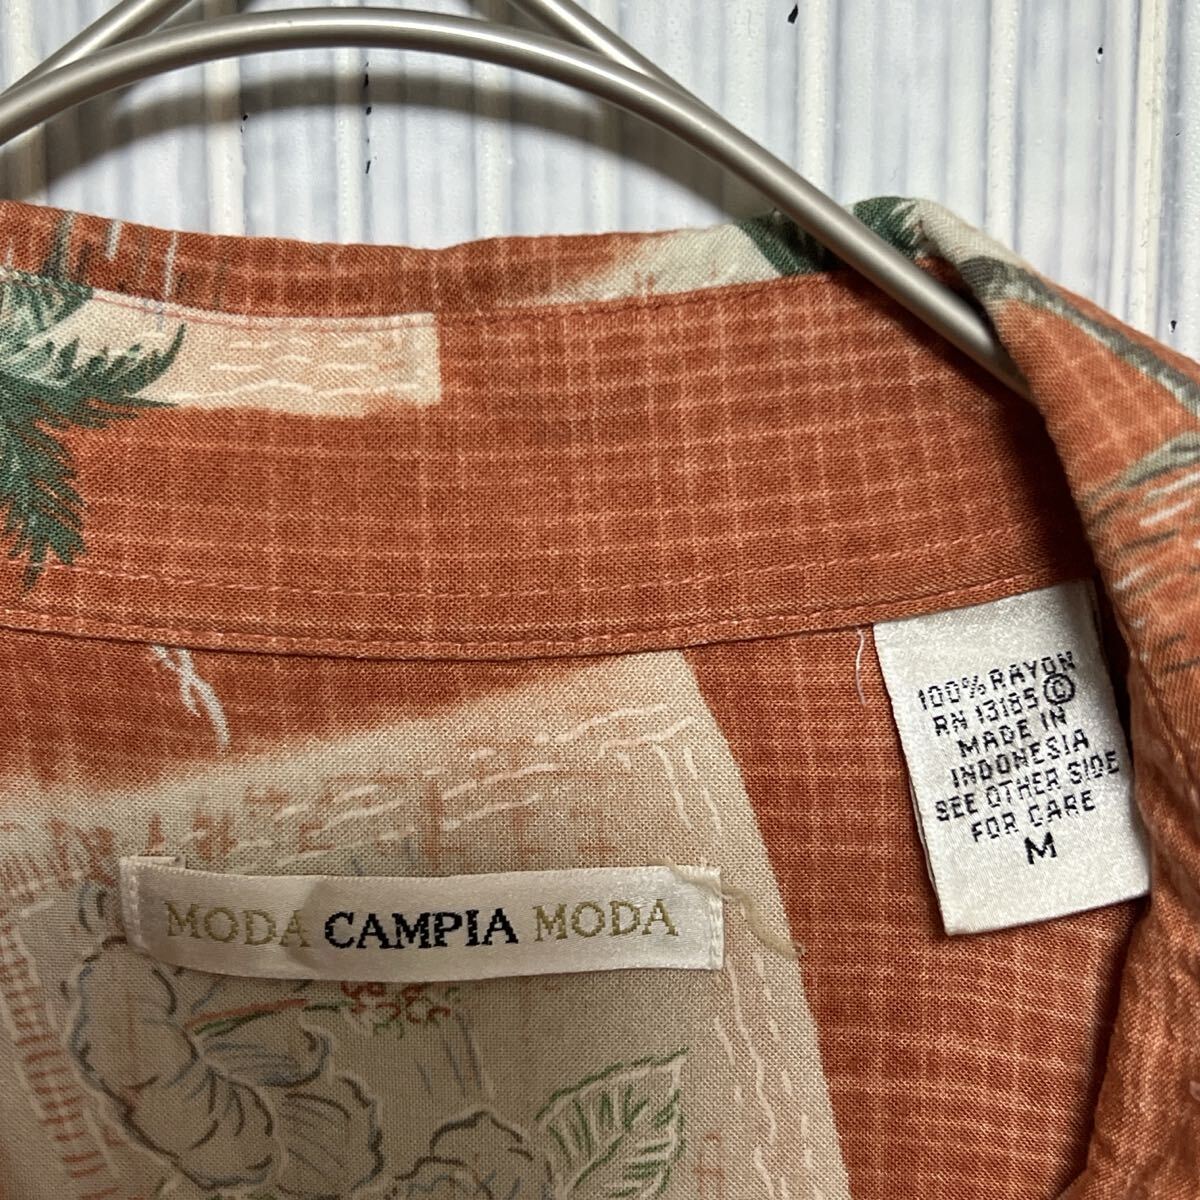 100% RAYON
RN 13185 ©
MADE IN
INDONESIA
SEE OTHER SIDE
FOR CARE
M
MODA CAMPIA MODA